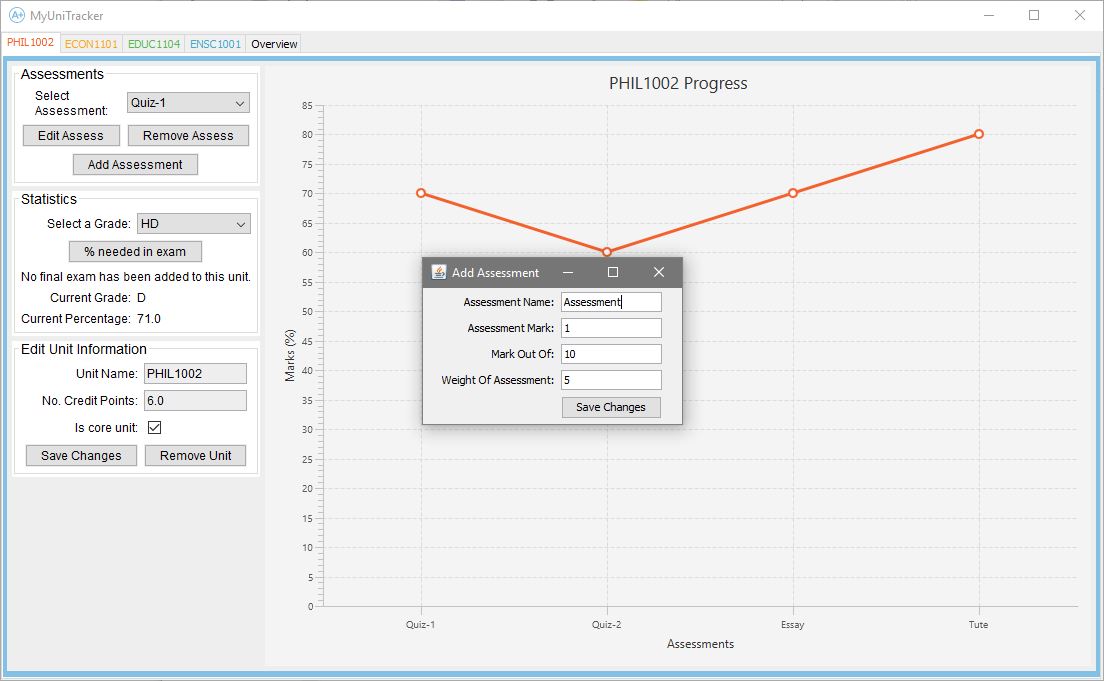 A+ MyUniTracker
PHIL1002 ECON1101 EDUC1104 ENSC1001 Overview
Assessments
Select
Assessment:
Quiz-1
Edit Assess Remove Assess
Add Assessment
Statistics
Select a Grade: HD
% needed in exam
No final exam has been added to this unit.
Current Grade: D
Current Percentage: 71.0
Edit Unit Information
Unit Name: PHIL1002
No. Credit Points: 6.0
Is core unit:
Save Changes Remove Unit
PHIL1002 Progress
85
80
75
70
65
60
55
50
45
40
35
30
25
20
15
10
5
0
Marks (%)
Quiz-1 Quiz-2 Essay Tute
Assessments
Add Assessment
Assessment Name: Assessment
Assessment Mark: 1
Mark Out Of: 10
Weight Of Assessment: 5
Save Changes